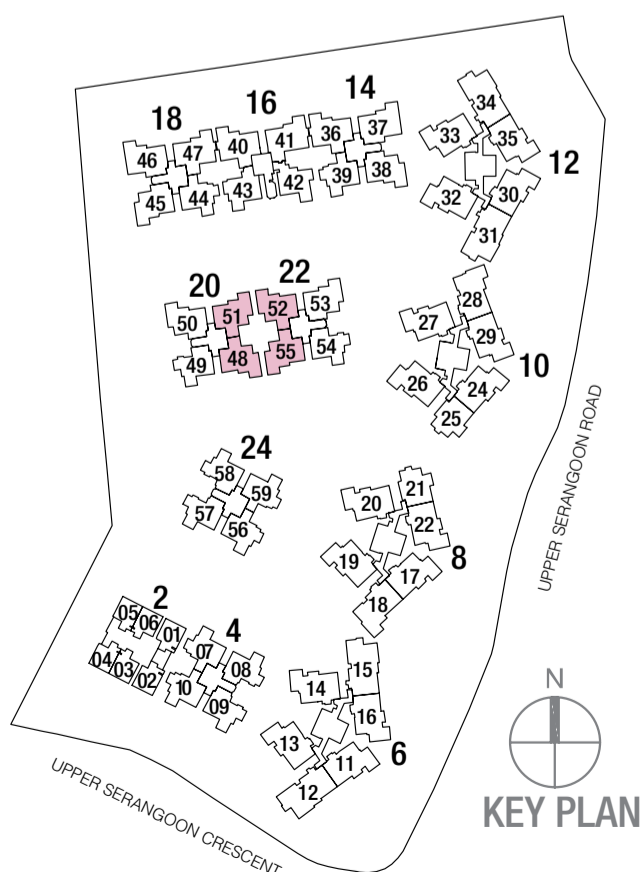 18 16 14
46 47 40 41 36 37
45 44 43 42 39 38
34
33 35
12
32 30
31
20 22
50 51 52 53
49 48 55 54
28
27 29
10
26 24
25
24
58 59
57 56
21
20 22
8
19 17
18
2
05 06 01
04 03 02
4
07 08
10 09
15
14 16
6
13 11
12
UPPER SERANGOON ROAD
UPPER SERANGOON CRESCENT
N
KEY PLAN